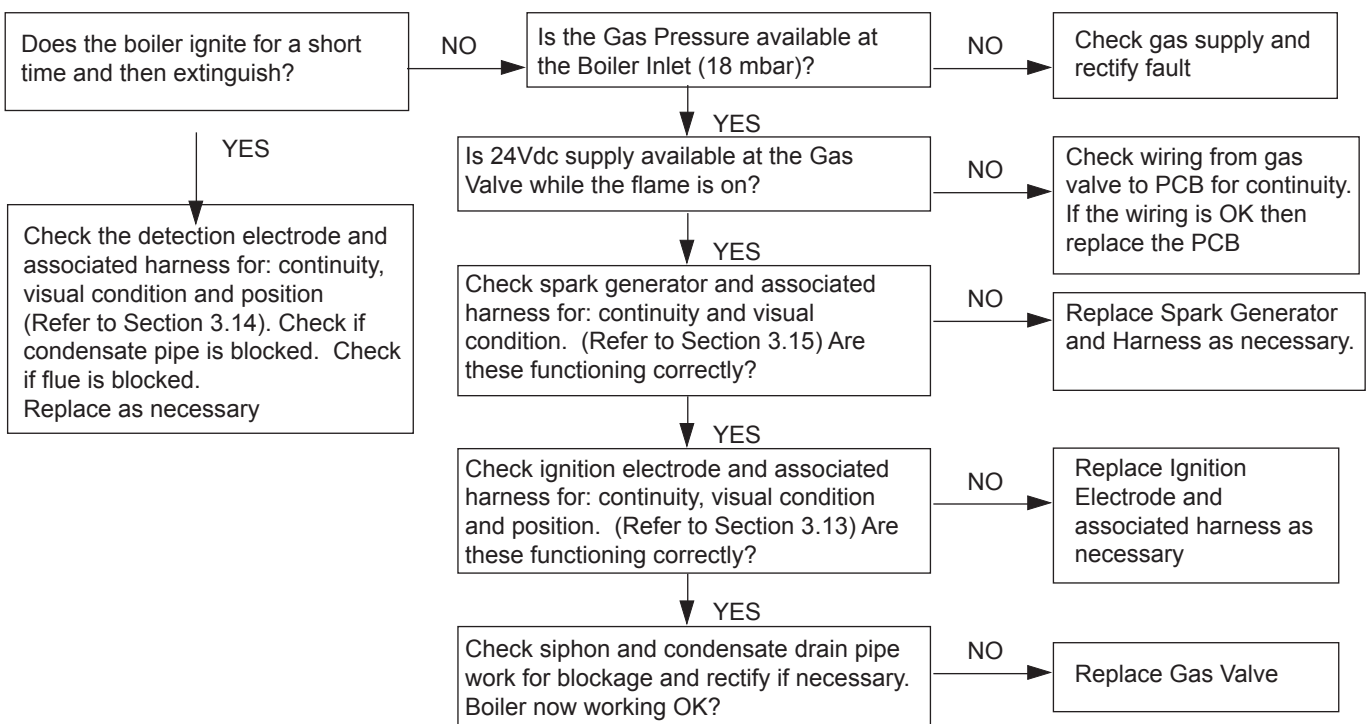 Does the boiler ignite for a short
time and then extinguish?
NO
Is the Gas Pressure available at
the Boiler Inlet (18 mbar)?
NO
Check gas supply and
rectify fault
YES
YES
Is 24Vdc supply available at the Gas
Valve while the flame is on?
NO
Check wiring from gas
valve to PCB for continuity.
If the wiring is OK then
replace the PCB
Check the detection electrode and
associated harness for: continuity,
visual condition and position
(Refer to Section 3.14). Check if
condensate pipe is blocked. Check
if flue is blocked.
Replace as necessary
YES
Check spark generator and associated
harness for: continuity and visual
condition. (Refer to Section 3.15) Are
these functioning correctly?
NO
Replace Spark Generator
and Harness as necessary.
YES
Check ignition electrode and associated
harness for: continuity, visual condition
and position. (Refer to Section 3.13) Are
these functioning correctly?
NO
Replace Ignition
Electrode and
associated harness as
necessary
YES
Check siphon and condensate drain pipe
work for blockage and rectify if necessary.
Boiler now working OK?
NO
Replace Gas Valve